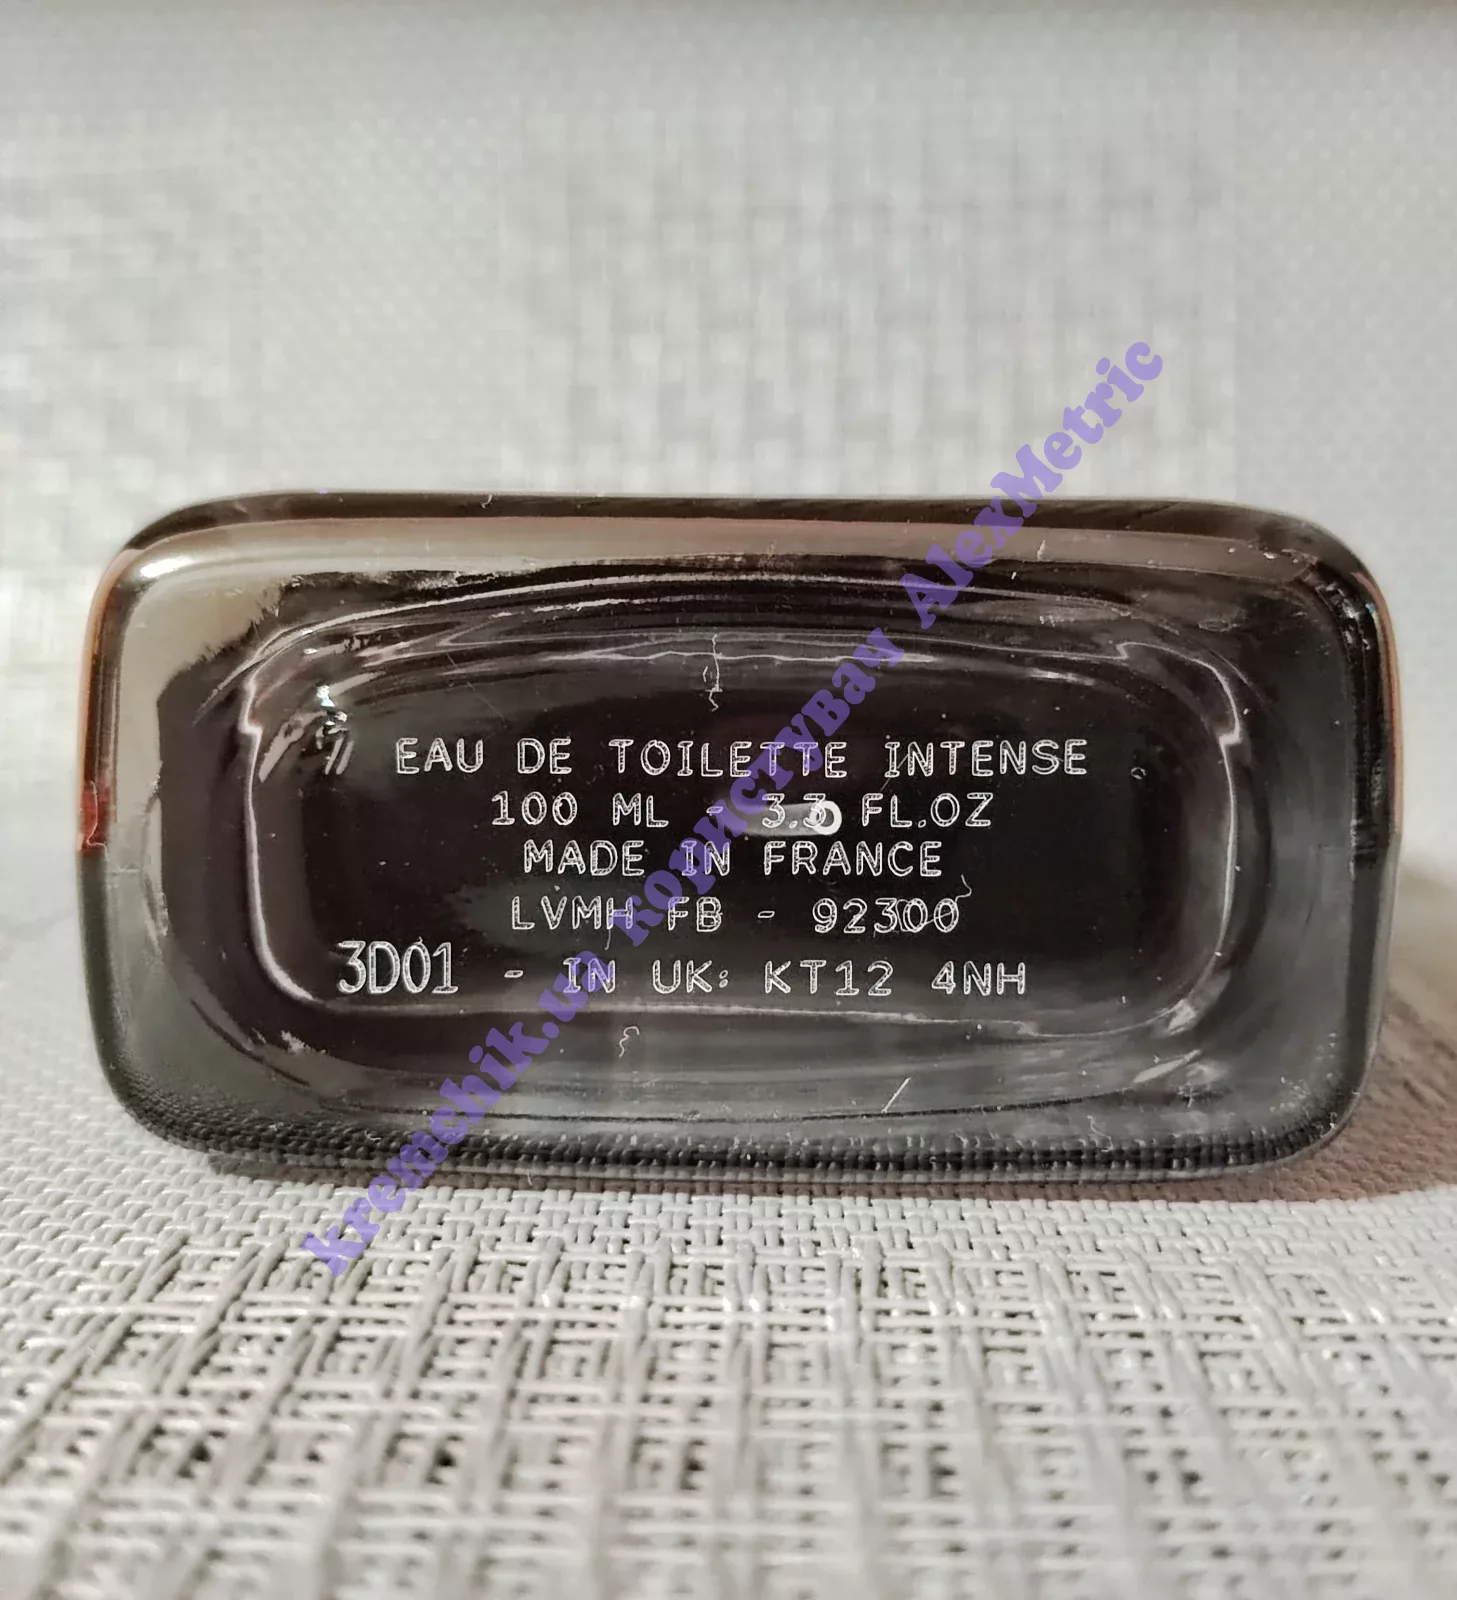 EAU DE TOILETTE INTENSE
100 ML - 3.3 FL.OZ
MADE IN FRANCE
LVMH FB - 92300
3D01 - IN UK: KT12 4NH
kremchik.ua користувач AlexMetric